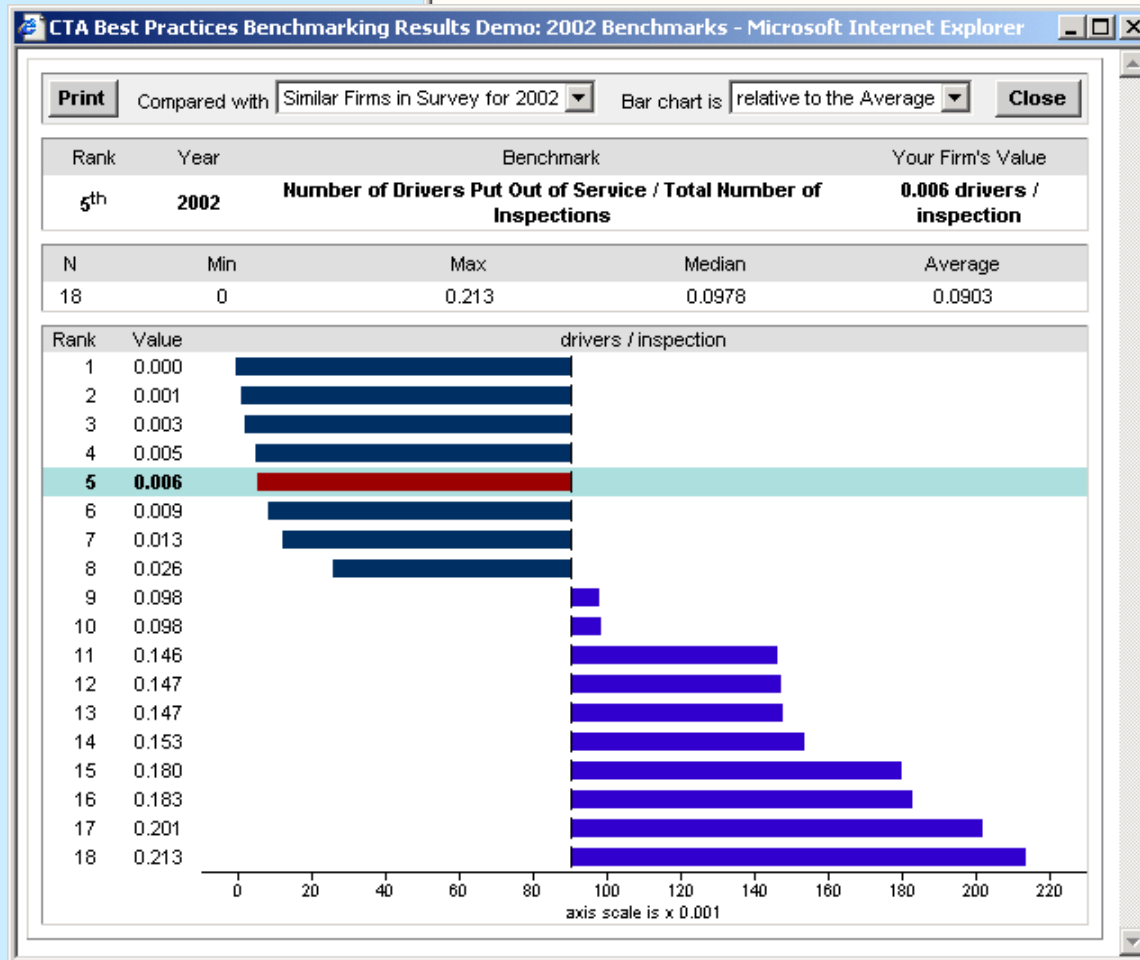 CTA Best Practices Benchmarking Results Demo: 2002 Benchmarks - Microsoft Internet Explorer
Print Compared with Similar Firms in Survey for 2002 Bar chart is relative to the Average Close
Rank Year Benchmark Your Firm's Value
5th 2002 Number of Drivers Put Out of Service / Total Number of Inspections 0.006 drivers / inspection
N Min Max Median Average
18 0 0.213 0.0978 0.0903
Rank Value drivers / inspection
1 0.000
2 0.001
3 0.003
4 0.005
5 0.006
6 0.009
7 0.013
8 0.026
9 0.098
10 0.098
11 0.146
12 0.147
13 0.147
14 0.153
15 0.180
16 0.183
17 0.201
18 0.213
0 20 40 60 80 100 120 140 160 180 200 220
axis scale is x 0.001